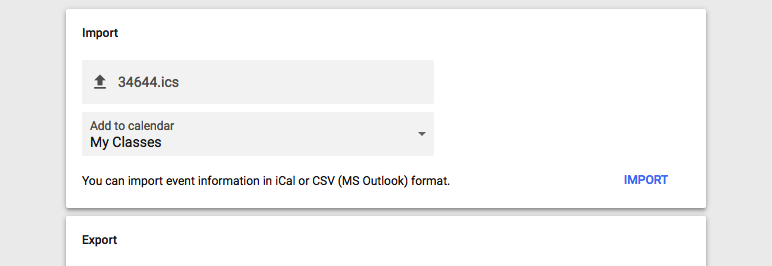 Import
34644.ics
Add to calendar
My Classes
You can import event information in iCal or CSV (MS Outlook) format.
IMPORT
Export